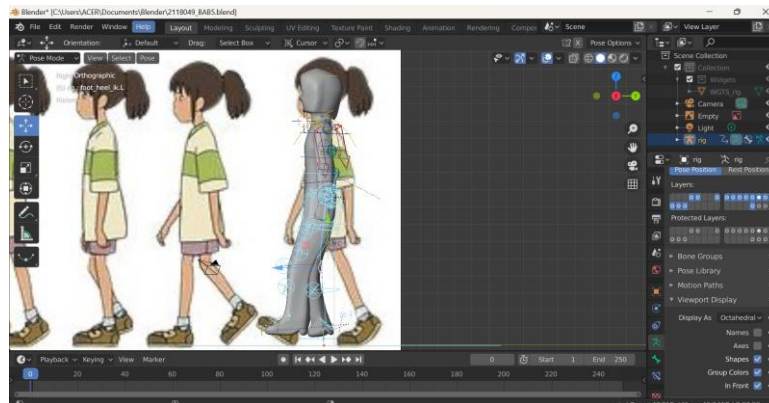 Blender* [C:\Users\ACER\Documents\Blender\2118049_BAB5.blend]
File Edit Render Window Help Layout Modeling Sculpting UV Editing Texture Paint Shading Animation Rendering Compos Scene View Layer
Orientation: Default Drag: Select Box Cursor Pose Options
Pose Mode View Select Pose
Right Orthographic
foot_heel_ik.L
Scene Collection
Collection
Widgets
WGTS_rig
Camera
Empty
Light
rig
rig rig
Pose Position Rest Position
Layers:
Protected Layers:
Bone Groups
Pose Library
Motion Paths
Viewport Display
Display As Octahedral
Names
Axes
Shapes
Group Colors
In Front
Playback Keying View Marker 0 Start 1 End 250
0 20 40 60 80 100 120 140 160 180 200 220 240